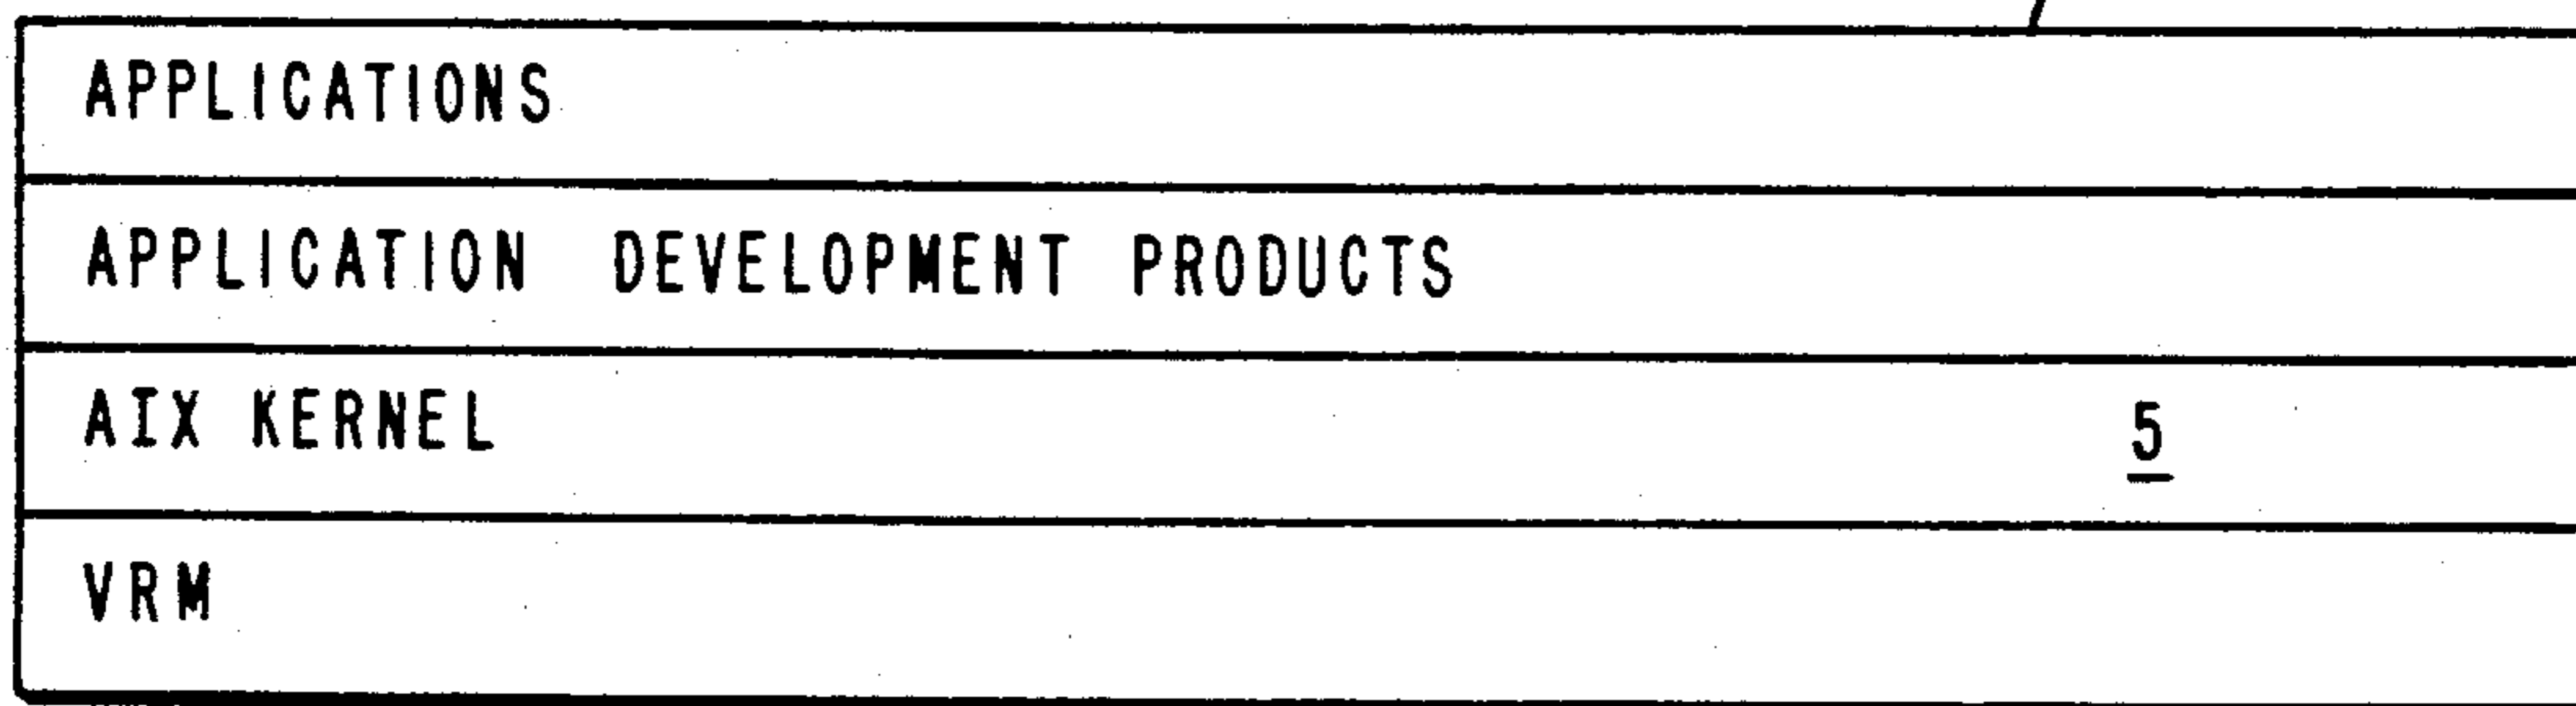 APPLICATIONS
APPLICATION DEVELOPMENT PRODUCTS
AIX KERNEL 5
VRM